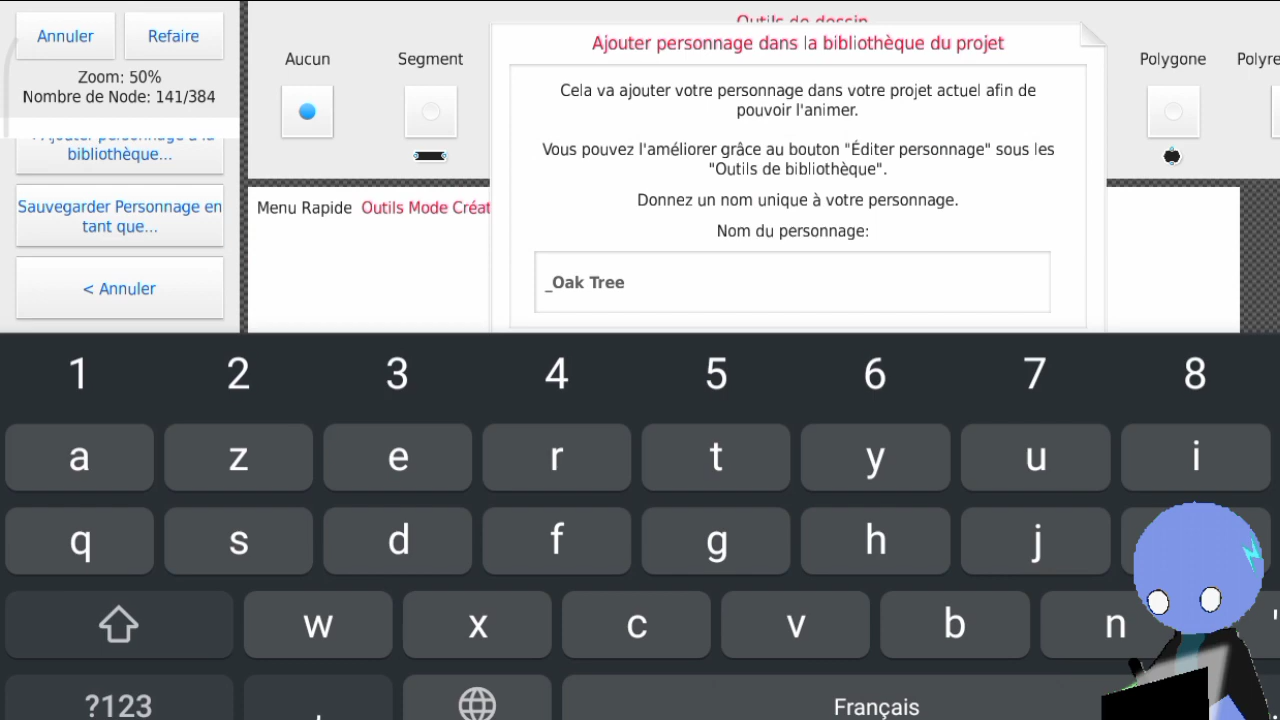 Annuler
Refaire
Zoom: 50%
Nombre de Node: 141/384
bibliothèque...
Sauvegarder Personnage en
tant que...
< Annuler
Outils de dessin
Aucun
Segment
Polygone
Menu Rapide Outils Mode Créat
Ajouter personnage dans la bibliothèque du projet
Cela va ajouter votre personnage dans votre projet actuel afin de
pouvoir l'animer.
Vous pouvez l'améliorer grâce au bouton "Éditer personnage" sous les
"Outils de bibliothèque".
Donnez un nom unique à votre personnage.
Nom du personnage:
_Oak Tree
1 2 3 4 5 6 7 8
a z e r t y u i
q s d f g h j
w x c v b n '
?123 , Français .